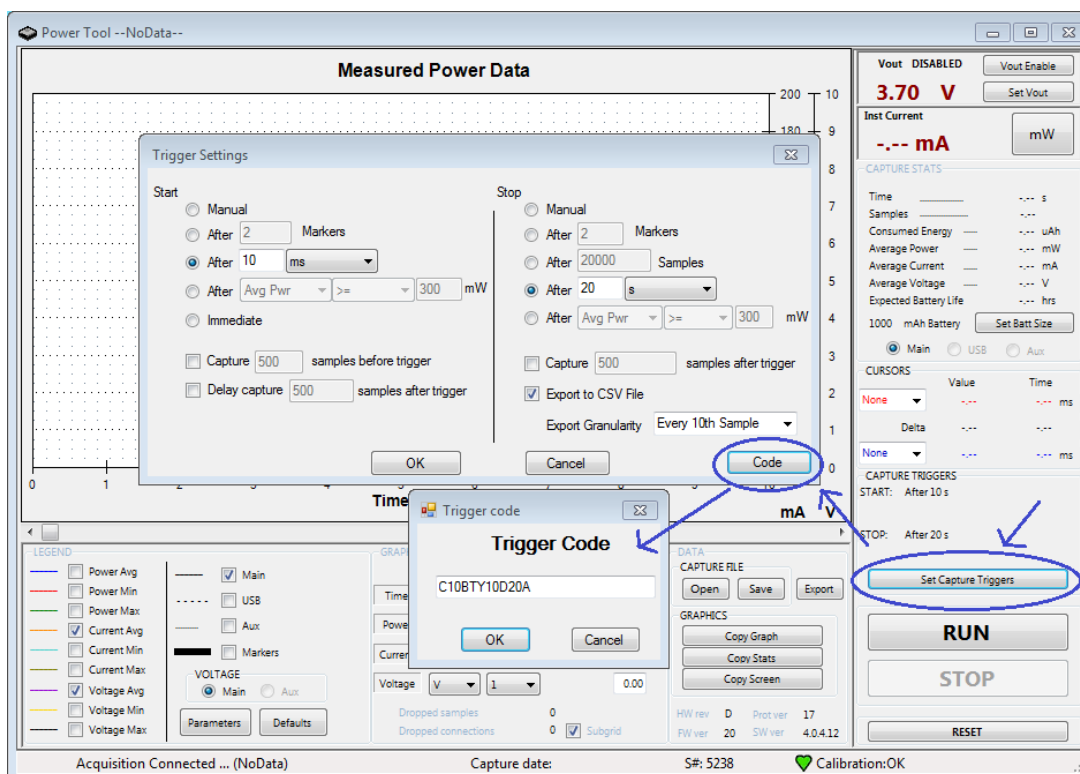 Power Tool --NoData--
Measured Power Data
200 10
180 9
8
7
6
5
4
3
2
1
0
0 1
Time
mA V
Trigger Settings
Start
Manual
After 2 Markers
After 10 ms
After Avg Pwr >= 300 mW
Immediate
Capture 500 samples before trigger
Delay capture 500 samples after trigger
Stop
Manual
After 2 Markers
After 20000 Samples
After 20 s
After Avg Pwr >= 300 mW
Capture 500 samples after trigger
Export to CSV File
Export Granularity Every 10th Sample
OK Cancel Code
Trigger code
Trigger Code
C10BTY10D20A
OK Cancel
Vout DISABLED Vout Enable
3.70 V Set Vout
Inst Current
-.-- mA mW
CAPTURE STATS
Time -.-- s
Samples -.--
Consumed Energy -.-- uAh
Average Power -.-- mW
Average Current -.-- mA
Average Voltage -.-- V
Expected Battery Life -.-- hrs
1000 mAh Battery Set Batt Size
Main USB Aux
CURSORS
Value Time
None -.-- -.-- ms
Delta -.-- -.--
None -.-- -.-- ms
CAPTURE TRIGGERS
START: After 10 s
STOP: After 20 s
Set Capture Triggers
RUN
STOP
RESET
LEGEND
Power Avg
Power Min
Power Max
Current Avg
Current Min
Current Max
Voltage Avg
Voltage Min
Voltage Max
Main
USB
Aux
Markers
VOLTAGE
Main Aux
Parameters Defaults
Time
Voltage V 1 0.00
Dropped samples 0
Dropped connections 0 Subgrid
DATA
CAPTURE FILE
Open Save Export
GRAPHICS
Copy Graph
Copy Stats
Copy Screen
HW rev D Prot ver 17
FW ver 20 SW ver 4.0.4.12
Acquisition Connected ... (NoData) Capture date: S#: 5238 Calibration:OK